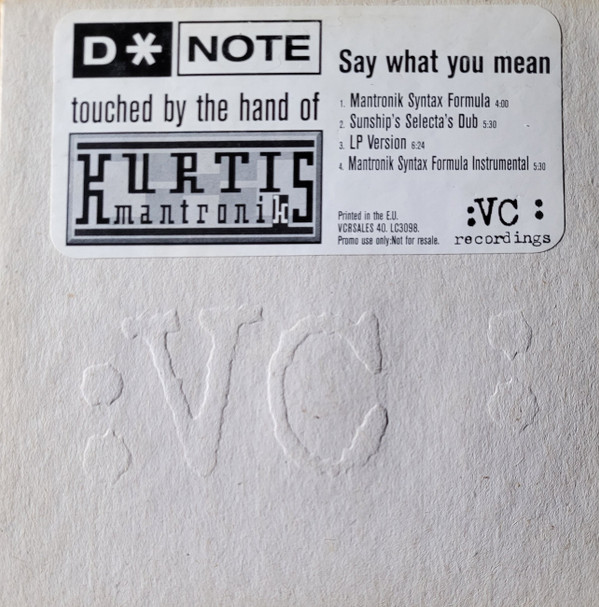 D* NOTE
touched by the hand of
KURTIS
mantronik
Say what you mean
1. Mantronik Syntax Formula 4:00
2. Sunship's Selecta's Dub 5:30
3. LP Version 6:24
4. Mantronik Syntax Formula Instrumental 5:30
Printed in the E.U.
VCRSALES 40. LC3098.
Promo use only:Not for resale.
:VC :
recordings
:VC :